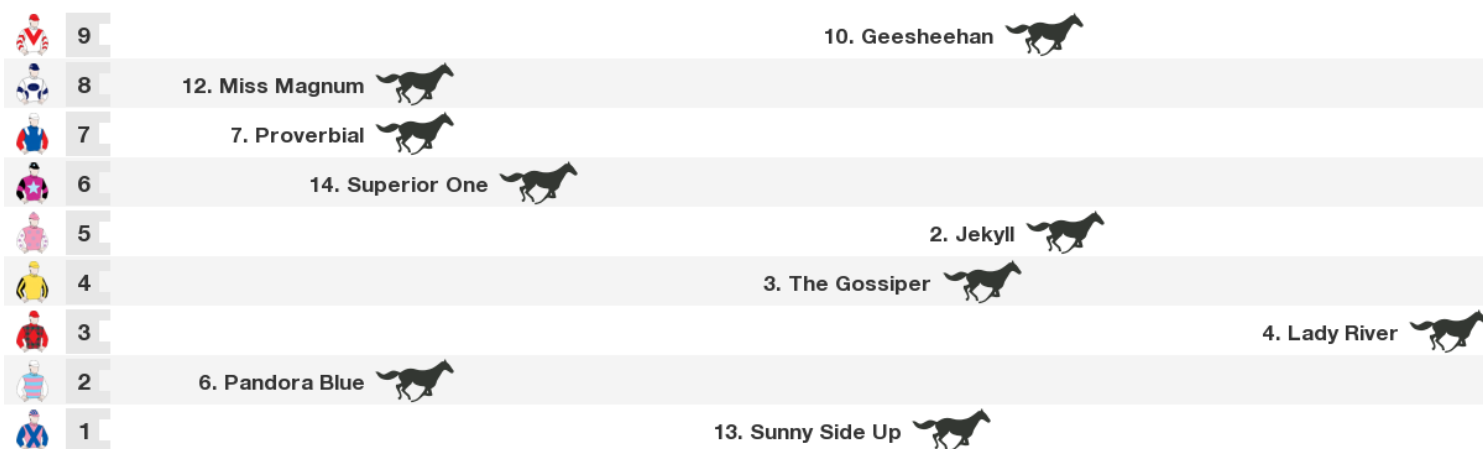 9 10. Geesheehan
8 12. Miss Magnum
7 7. Proverbial
6 14. Superior One
5 2. Jekyll
4 3. The Gossiper
3 4. Lady River
2 6. Pandora Blue
1 13. Sunny Side Up